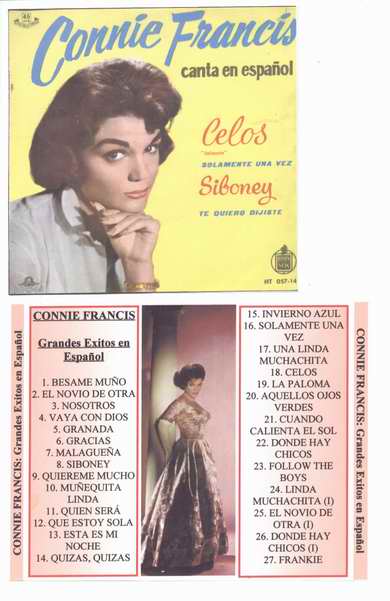 Connie Francis
canta en español
Celos
SOLAMENTE UNA VEZ
Siboney
TE QUIERO DIJISTE
HT 057-14
CONNIE FRANCIS: Grandes Exitos en Español
CONNIE FRANCIS
Grandes Exitos en
Español
1. BESAME MUÑO
2. EL NOVIO DE OTRA
3. NOSOTROS
4. VAYA CON DIOS
5. GRANADA
6. GRACIAS
7. MALAGUEÑA
8. SIBONEY
9. QUIEREME MUCHO
10. MUÑEQUITA
LINDA
11. QUIEN SERÁ
12. QUE ESTOY SOLA
13. ESTA ES MI
NOCHE
14. QUIZAS, QUIZAS
15. INVIERNO AZUL
16. SOLAMENTE UNA
VEZ
17. UNA LINDA
MUCHACHITA
18. CELOS
19. LA PALOMA
20. AQUELLOS OJOS
VERDES
21. CUANDO
CALIENTA EL SOL
22. DONDE HAY
CHICOS
23. FOLLOW THE
BOYS
24. LINDA
MUCHACHITA (I)
25. EL NOVIO DE
OTRA (I)
26. DONDE HAY
CHICOS (I)
27. FRANKIE
CONNIE FRANCIS: Grandes Exitos en Español